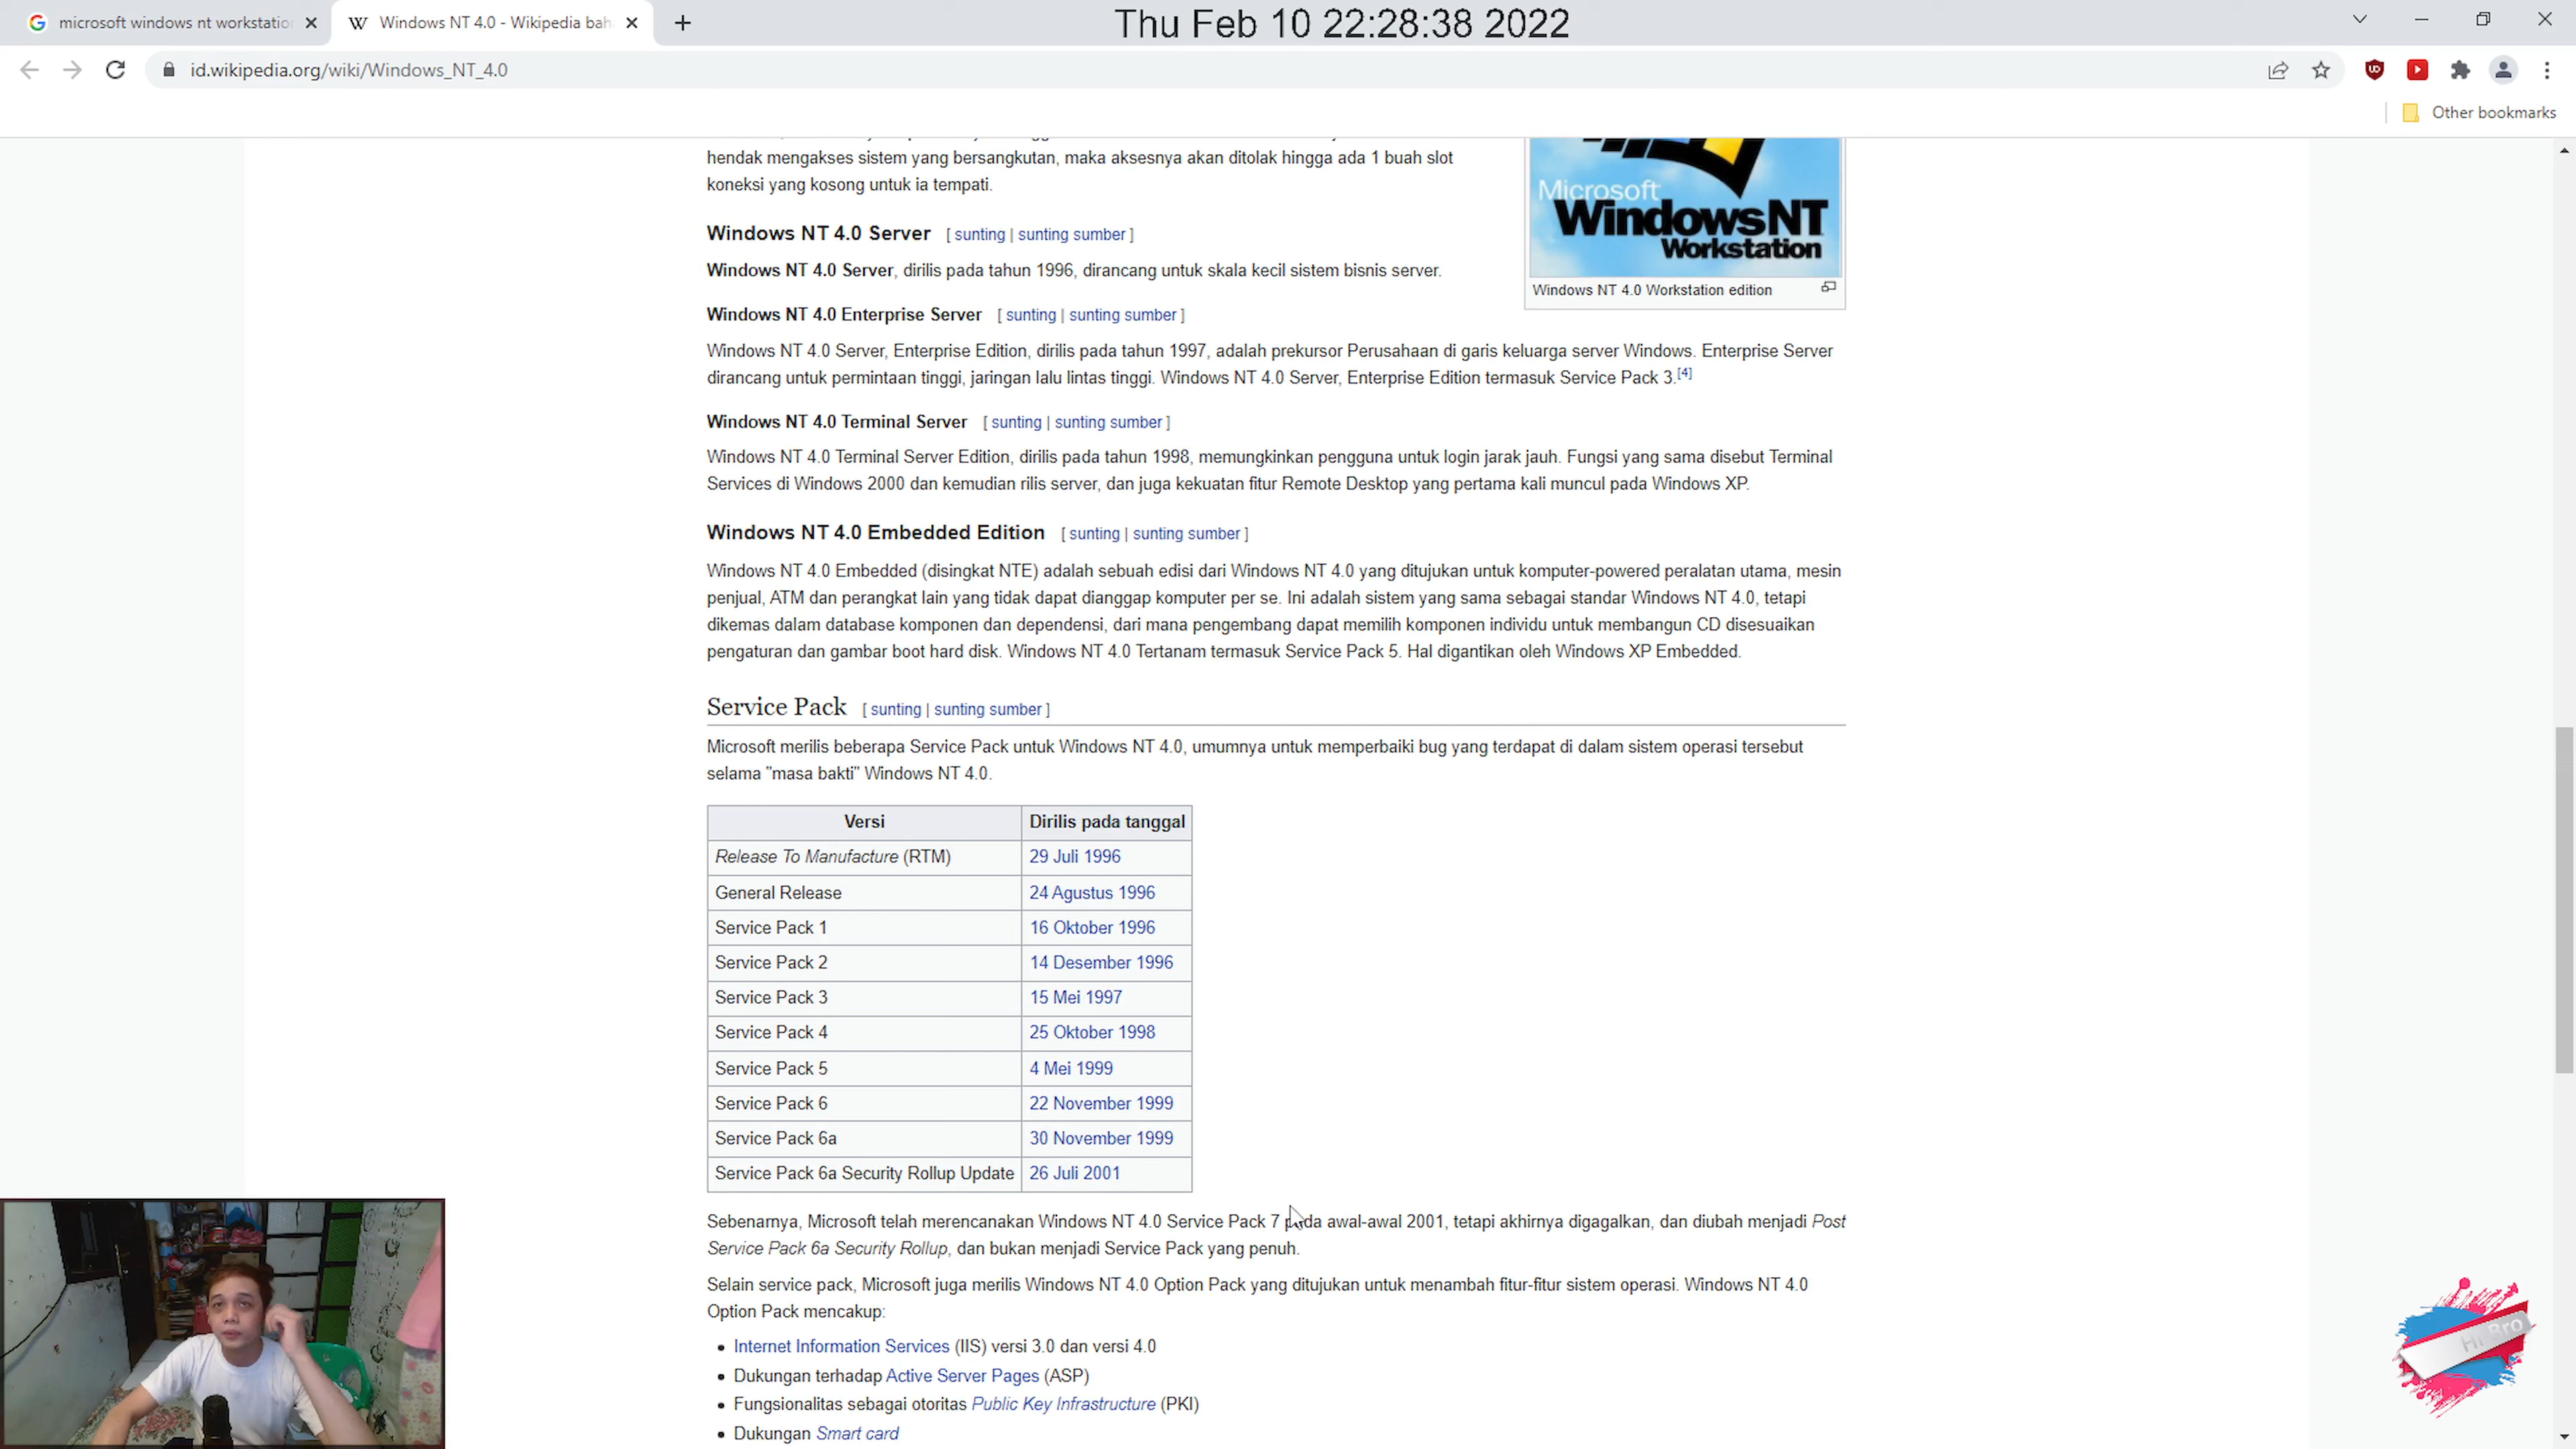 microsoft windows nt workstation
Windows NT 4.0 - Wikipedia bah
Thu Feb 10 22:28:38 2022
id.wikipedia.org/wiki/Windows_NT_4.0
Other bookmarks
hendak mengakses sistem yang bersangkutan, maka aksesnya akan ditolak hingga ada 1 buah slot
koneksi yang kosong untuk ia tempati.
Microsoft
WindowsNT
Workstation
Windows NT 4.0 Workstation edition
Windows NT 4.0 Server [ sunting | sunting sumber ]
Windows NT 4.0 Server, dirilis pada tahun 1996, dirancang untuk skala kecil sistem bisnis server.
Windows NT 4.0 Enterprise Server [ sunting | sunting sumber ]
Windows NT 4.0 Server, Enterprise Edition, dirilis pada tahun 1997, adalah prekursor Perusahaan di garis keluarga server Windows. Enterprise Server
dirancang untuk permintaan tinggi, jaringan lalu lintas tinggi. Windows NT 4.0 Server, Enterprise Edition termasuk Service Pack 3.[4]
Windows NT 4.0 Terminal Server [ sunting | sunting sumber ]
Windows NT 4.0 Terminal Server Edition, dirilis pada tahun 1998, memungkinkan pengguna untuk login jarak jauh. Fungsi yang sama disebut Terminal
Services di Windows 2000 dan kemudian rilis server, dan juga kekuatan fitur Remote Desktop yang pertama kali muncul pada Windows XP.
Windows NT 4.0 Embedded Edition [ sunting | sunting sumber ]
Windows NT 4.0 Embedded (disingkat NTE) adalah sebuah edisi dari Windows NT 4.0 yang ditujukan untuk komputer-powered peralatan utama, mesin
penjual, ATM dan perangkat lain yang tidak dapat dianggap komputer per se. Ini adalah sistem yang sama sebagai standar Windows NT 4.0, tetapi
dikemas dalam database komponen dan dependensi, dari mana pengembang dapat memilih komponen individu untuk membangun CD disesuaikan
pengaturan dan gambar boot hard disk. Windows NT 4.0 Tertanam termasuk Service Pack 5. Hal digantikan oleh Windows XP Embedded.
Service Pack [ sunting | sunting sumber ]
Microsoft merilis beberapa Service Pack untuk Windows NT 4.0, umumnya untuk memperbaiki bug yang terdapat di dalam sistem operasi tersebut
selama "masa bakti" Windows NT 4.0.
Versi Dirilis pada tanggal
Release To Manufacture (RTM) 29 Juli 1996
General Release 24 Agustus 1996
Service Pack 1 16 Oktober 1996
Service Pack 2 14 Desember 1996
Service Pack 3 15 Mei 1997
Service Pack 4 25 Oktober 1998
Service Pack 5 4 Mei 1999
Service Pack 6 22 November 1999
Service Pack 6a 30 November 1999
Service Pack 6a Security Rollup Update 26 Juli 2001
Sebenarnya, Microsoft telah merencanakan Windows NT 4.0 Service Pack 7 pada awal-awal 2001, tetapi akhirnya digagalkan, dan diubah menjadi Post
Service Pack 6a Security Rollup, dan bukan menjadi Service Pack yang penuh.
Selain service pack, Microsoft juga merilis Windows NT 4.0 Option Pack yang ditujukan untuk menambah fitur-fitur sistem operasi. Windows NT 4.0
Option Pack mencakup:
Internet Information Services (IIS) versi 3.0 dan versi 4.0
Dukungan terhadap Active Server Pages (ASP)
Fungsionalitas sebagai otoritas Public Key Infrastructure (PKI)
Dukungan Smart card
Hi Bro